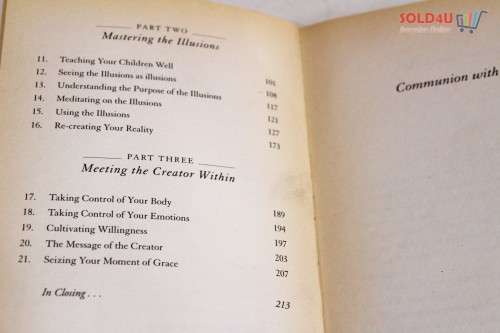 PART TWO
Mastering the Illusions
11. Teaching Your Children Well 101
12. Seeing the Illusions as illusions 108
13. Understanding the Purpose of the Illusions 117
14. Meditating on the Illusions 121
15. Using the Illusions 127
16. Re-creating Your Reality 173
PART THREE
Meeting the Creator Within
17. Taking Control of Your Body 189
18. Taking Control of Your Emotions 194
19. Cultivating Willingness 197
20. The Message of the Creator 203
21. Seizing Your Moment of Grace 207
In Closing . . . 213
Communion with
SOLD4U